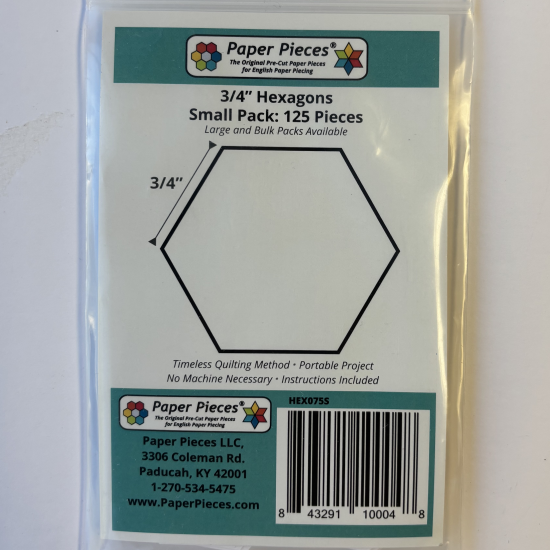 Paper Pieces®
The Original Pre-Cut Paper Pieces
for English Paper Piecing
3/4” Hexagons
Small Pack: 125 Pieces
Large and Bulk Packs Available
3/4”
Timeless Quilting Method • Portable Project
No Machine Necessary • Instructions Included
Paper Pieces®
The Original Pre-Cut Paper Pieces
for English Paper Piecing
Paper Pieces LLC,
3306 Coleman Rd.
Paducah, KY 42001
1-270-534-5475
www.PaperPieces.com
HEX075S
8 43291 10004 8